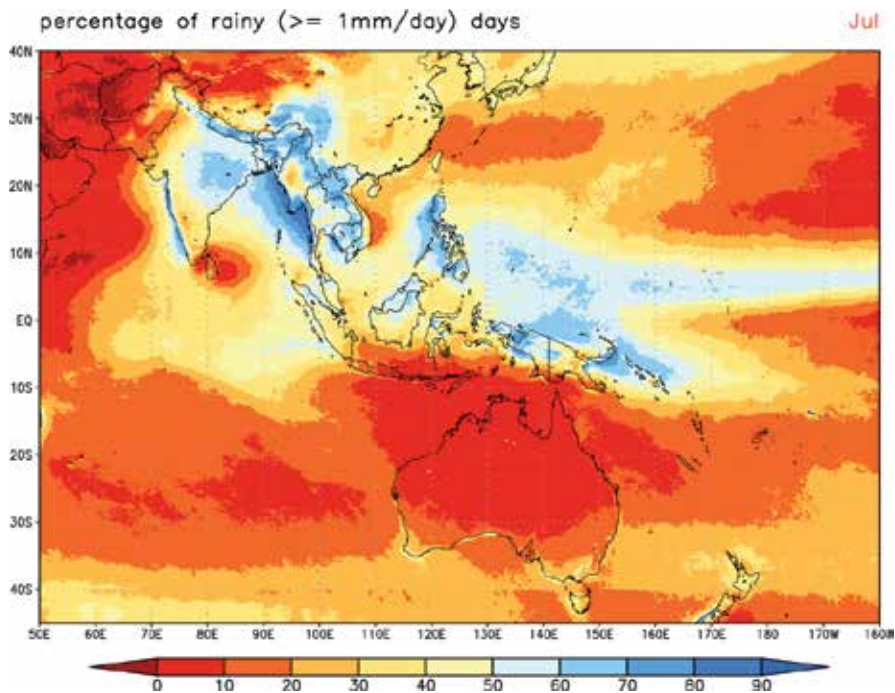 percentage of rainy (>= 1mm/day) days
Jul
40N
30N
20N
10N
EQ
10S
20S
30S
40S
50E 60E 70E 80E 90E 100E 110E 120E 130E 140E 150E 160E 170E 180 170W 160W
0 10 20 30 40 50 60 70 80 90